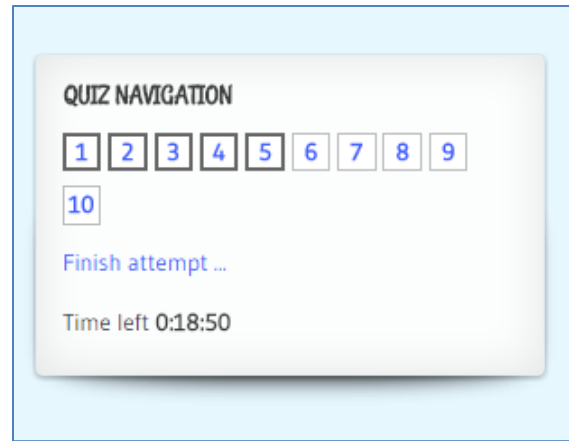 QUIZ NAVIGATION
1 2 3 4 5 6 7 8 9
10
Finish attempt ...
Time left 0:18:50